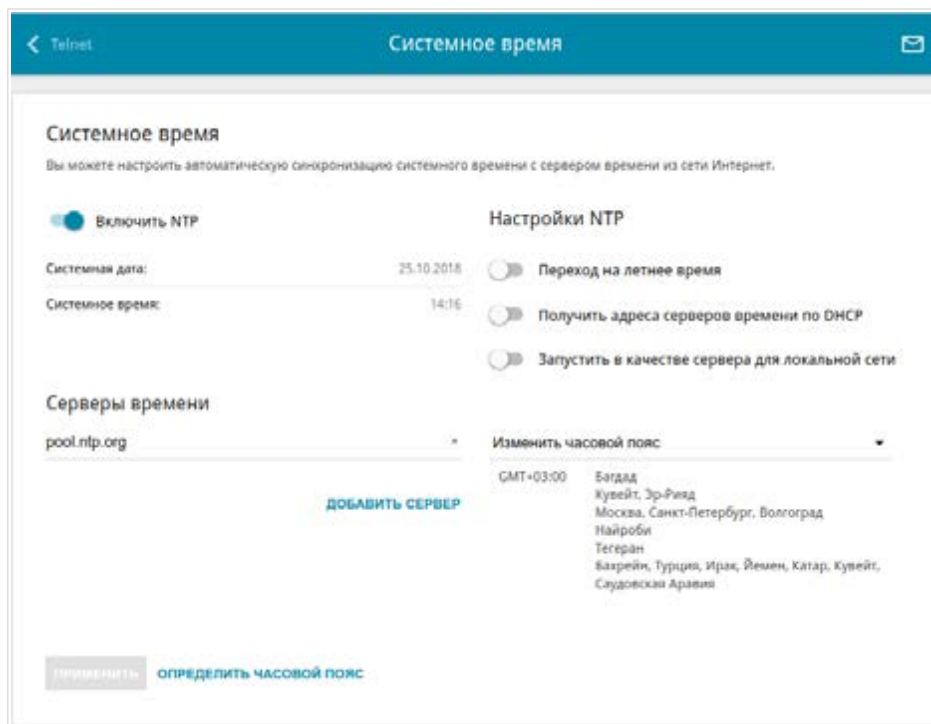 Telnet
Системное время
Системное время
Вы можете настроить автоматическую синхронизацию системного времени с сервером времени из сети Интернет.
Включить NTP
Системная дата: 25.10.2018
Системное время: 14:16
Настройки NTP
Переход на летнее время
Получить адреса серверов времени по DHCP
Запустить в качестве сервера для локальной сети
Серверы времени
pool.ntp.org
ДОБАВИТЬ СЕРВЕР
Изменить часовой пояс
GMT+03:00 Багдад
Кувейт, Эр-Рияд
Москва, Санкт-Петербург, Волгоград
Найроби
Тегеран
Бахрейн, Турция, Ирак, Йемен, Катар, Кувейт,
Саудовская Аравия
ПРИМЕНИТЬ ОПРЕДЕЛИТЬ ЧАСОВОЙ ПОЯС